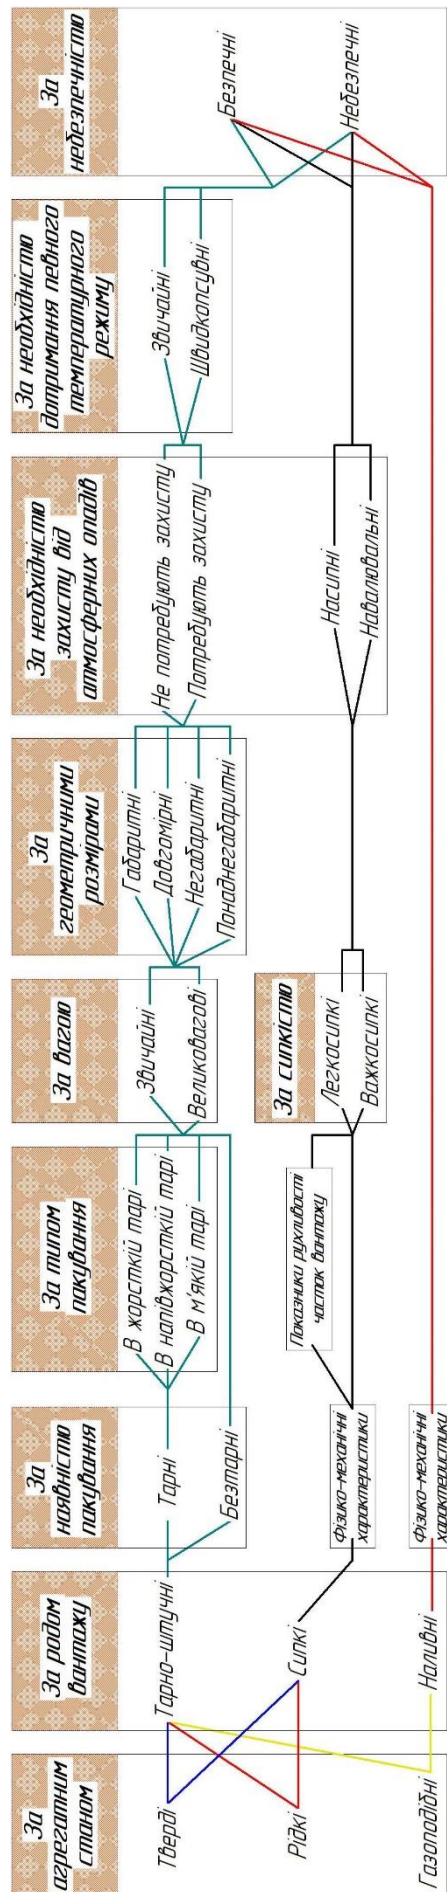 За
агрегатним
станом
Тверді
Рідкі
Газоподібні
За родом
вантажу
Тарно-штучні
Сипкі
Наливні
За
наявністю
пакування
Тарні
Безтарні
Фізико-механічні
характеристики
Фізико-механічні
характеристики
За типом
пакування
В жорсткій тарі
В напівжорсткій тарі
В м'якій тарі
Показники рухливості
часток вантажу
За вагою
Звичайні
Великовагові
За сипкістю
Легкосипкі
Важкосипкі
За
геометричними
розмірами
Габаритні
Довгомірні
Негабаритні
Понаднегабаритні
За необхідністю
захисту від
атмосферних опадів
Не потребують захисту
Потребують захисту
Насипні
Навалювальні
За необхідністю
дотримання певного
температурного
режиму
Звичайні
Швидкопсувні
За
небезпечністю
Безпечні
Небезпечні